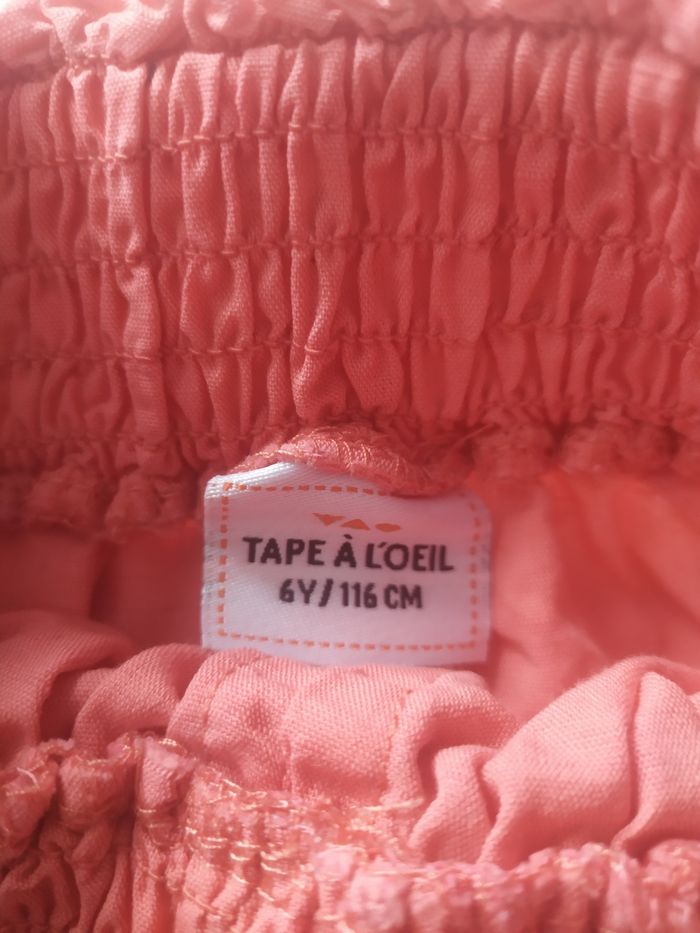 TAPE À L'OEIL
6Y/ 116 CM